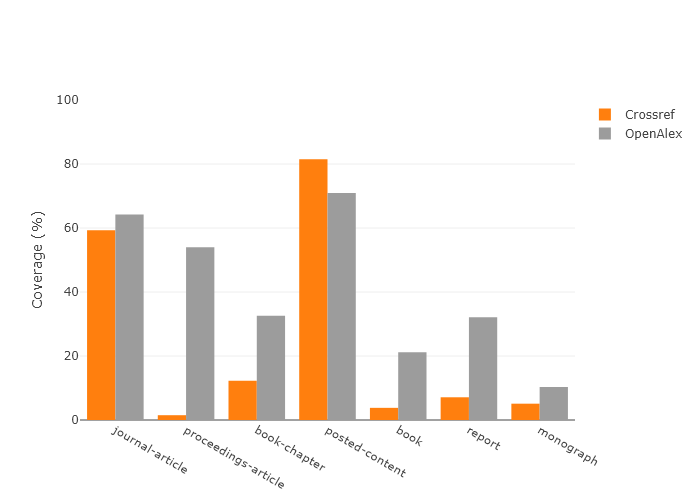 100
80
60
40
20
0
Coverage (%)
journal-article
proceedings-article
book-chapter
posted-content
book
report
monograph
Crossref
OpenAlex